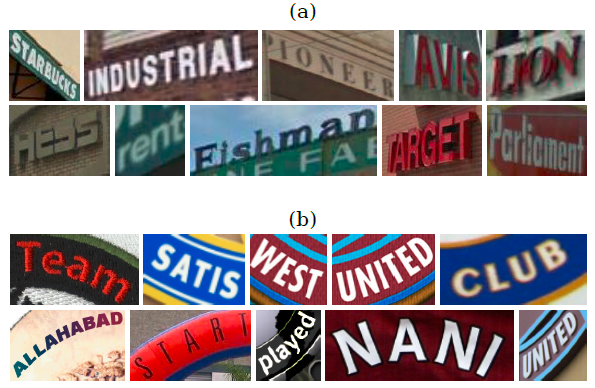 (a)
STARBUCKS
INDUSTRIAL
PIONEER
AVIS
LION
HESS
rent
Fishman
NE FA
TARGET
Parliament
(b)
Team
SATIS
WEST
UNITED
CLUB
ALLAHABAD
START
played
NANI
UNITED